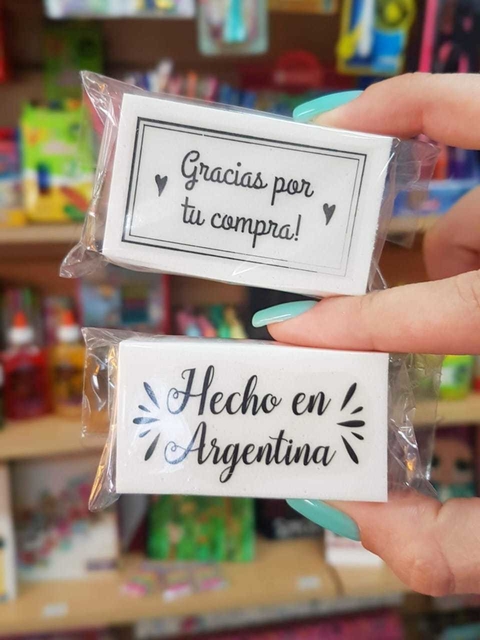 Gracias por
tu compra!
Hecho en
Argentina